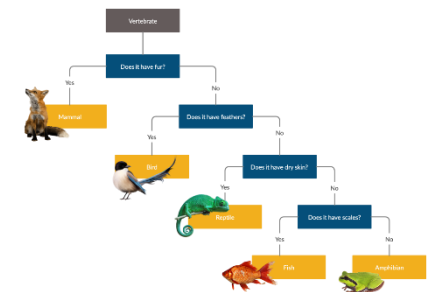 Vertebrate
Does it have fur?
Yes
No
Mammal
Does it have feathers?
Yes
No
Bird
Does it have dry skin?
Yes
No
Reptile
Does it have scales?
Yes
No
Fish
Amphibian